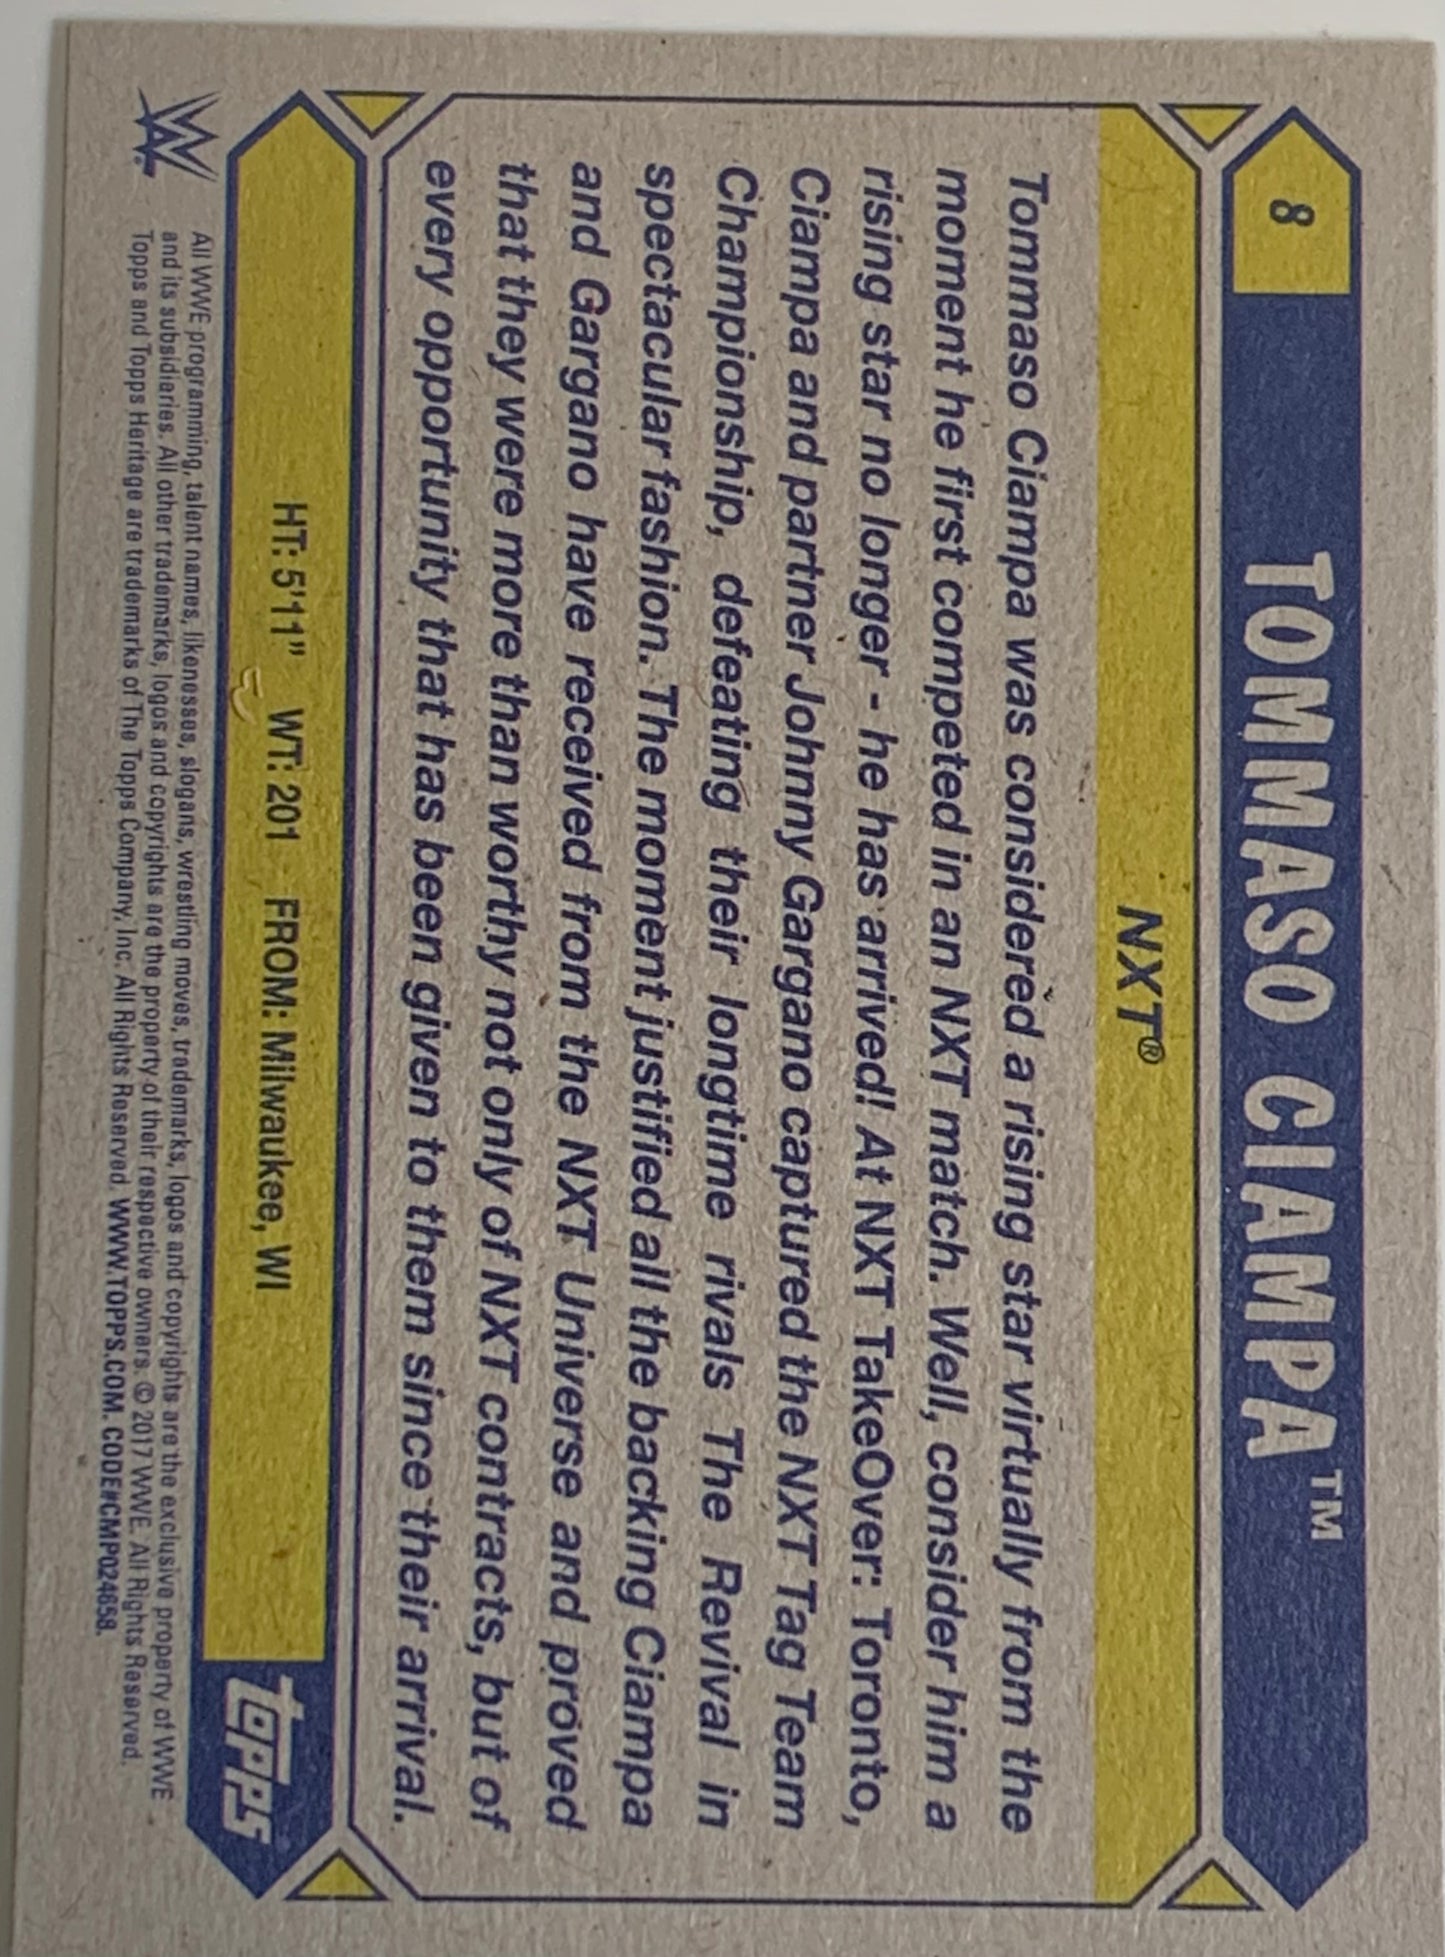 8 TOMMASO CIAMPA™
NXT®
Tommaso Ciampa was considered a rising star virtually from the
moment he first competed in an NXT match. Well, consider him a
rising star no longer - he has arrived! At NXT TakeOver: Toronto,
Ciampa and partner Johnny Gargano captured the NXT Tag Team
Championship, defeating their longtime rivals The Revival in
spectacular fashion. The moment justified all the backing Ciampa
and Gargano have received from the NXT Universe and proved
that they were more than worthy not only of NXT contracts, but of
every opportunity that has been given to them since their arrival.
HT: 5'11" WT: 201 FROM: Milwaukee, WI
topps
W
All WWE programming, talent names, likenesses, slogans, wrestling moves, trademarks, logos and copyrights are the exclusive property of WWE
and its subsidiaries. All other trademarks, logos and copyrights are the property of their respective owners. © 2017 WWE. All Rights Reserved.
Topps and Topps Heritage are trademarks of The Topps Company, Inc. All Rights Reserved. WWW.TOPPS.COM. CODE#CMP024658.